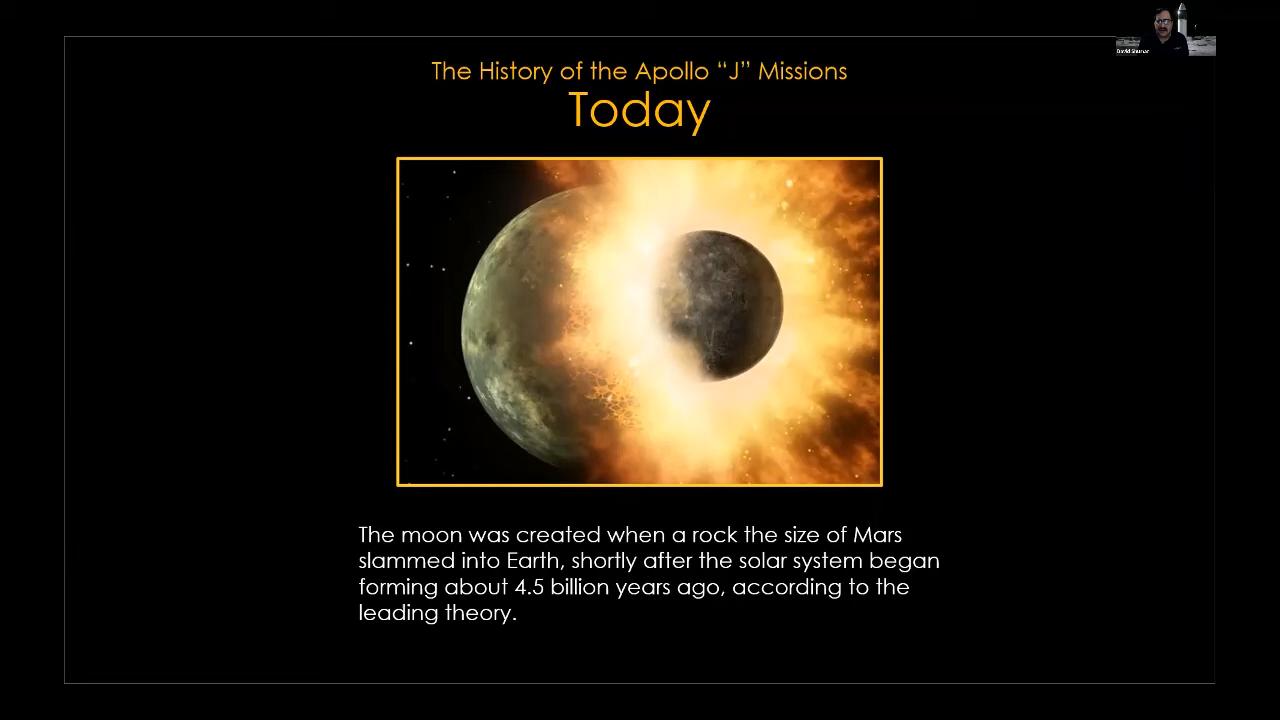 The History of the Apollo “J” Missions
Today
The moon was created when a rock the size of Mars
slammed into Earth, shortly after the solar system began
forming about 4.5 billion years ago, according to the
leading theory.